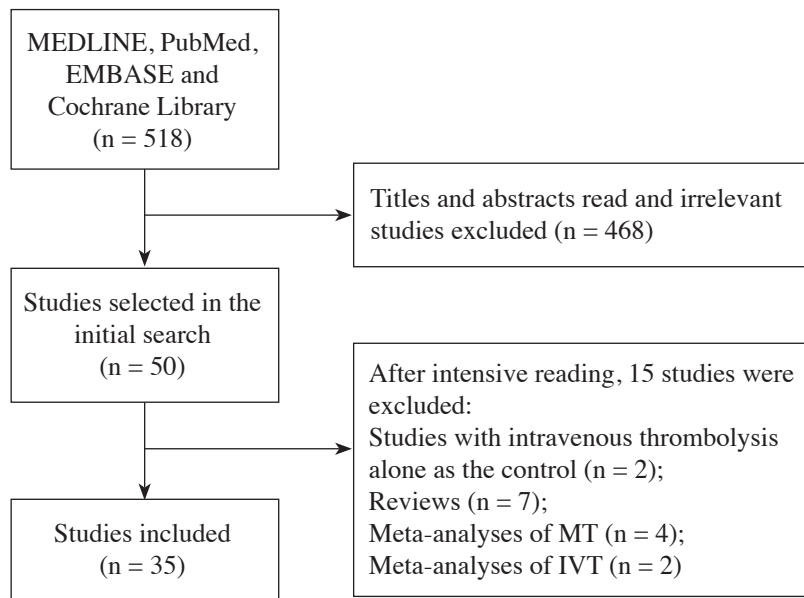 MEDLINE, PubMed,
EMBASE and
Cochrane Library
(n = 518)
Titles and abstracts read and irrelevant
studies excluded (n = 468)
Studies selected in the
initial search
(n = 50)
After intensive reading, 15 studies were
excluded:
Studies with intravenous thrombolysis
alone as the control (n = 2);
Reviews (n = 7);
Meta-analyses of MT (n = 4);
Meta-analyses of IVT (n = 2)
Studies included
(n = 35)